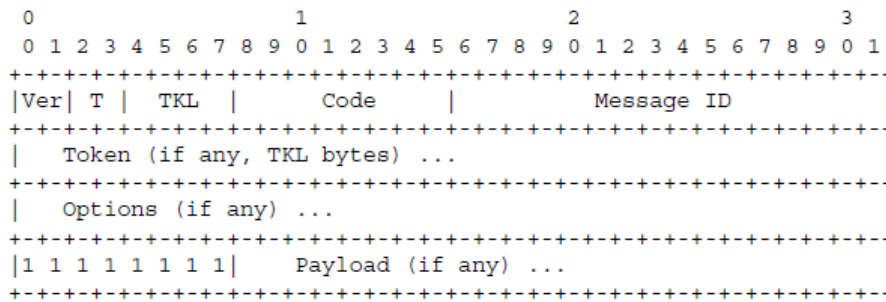 0                   1                   2                   3
0 1 2 3 4 5 6 7 8 9 0 1 2 3 4 5 6 7 8 9 0 1 2 3 4 5 6 7 8 9 0 1
+-+-+-+-+-+-+-+-+-+-+-+-+-+-+-+-+-+-+-+-+-+-+-+-+-+-+-+-+-+-+-+-
|Ver| T |  TKL  |      Code     |          Message ID
+-+-+-+-+-+-+-+-+-+-+-+-+-+-+-+-+-+-+-+-+-+-+-+-+-+-+-+-+-+-+-+-
|   Token (if any, TKL bytes) ...
+-+-+-+-+-+-+-+-+-+-+-+-+-+-+-+-+-+-+-+-+-+-+-+-+-+-+-+-+-+-+-+-
|   Options (if any) ...
+-+-+-+-+-+-+-+-+-+-+-+-+-+-+-+-+-+-+-+-+-+-+-+-+-+-+-+-+-+-+-+-
|1 1 1 1 1 1 1 1|    Payload (if any) ...
+-+-+-+-+-+-+-+-+-+-+-+-+-+-+-+-+-+-+-+-+-+-+-+-+-+-+-+-+-+-+-+-